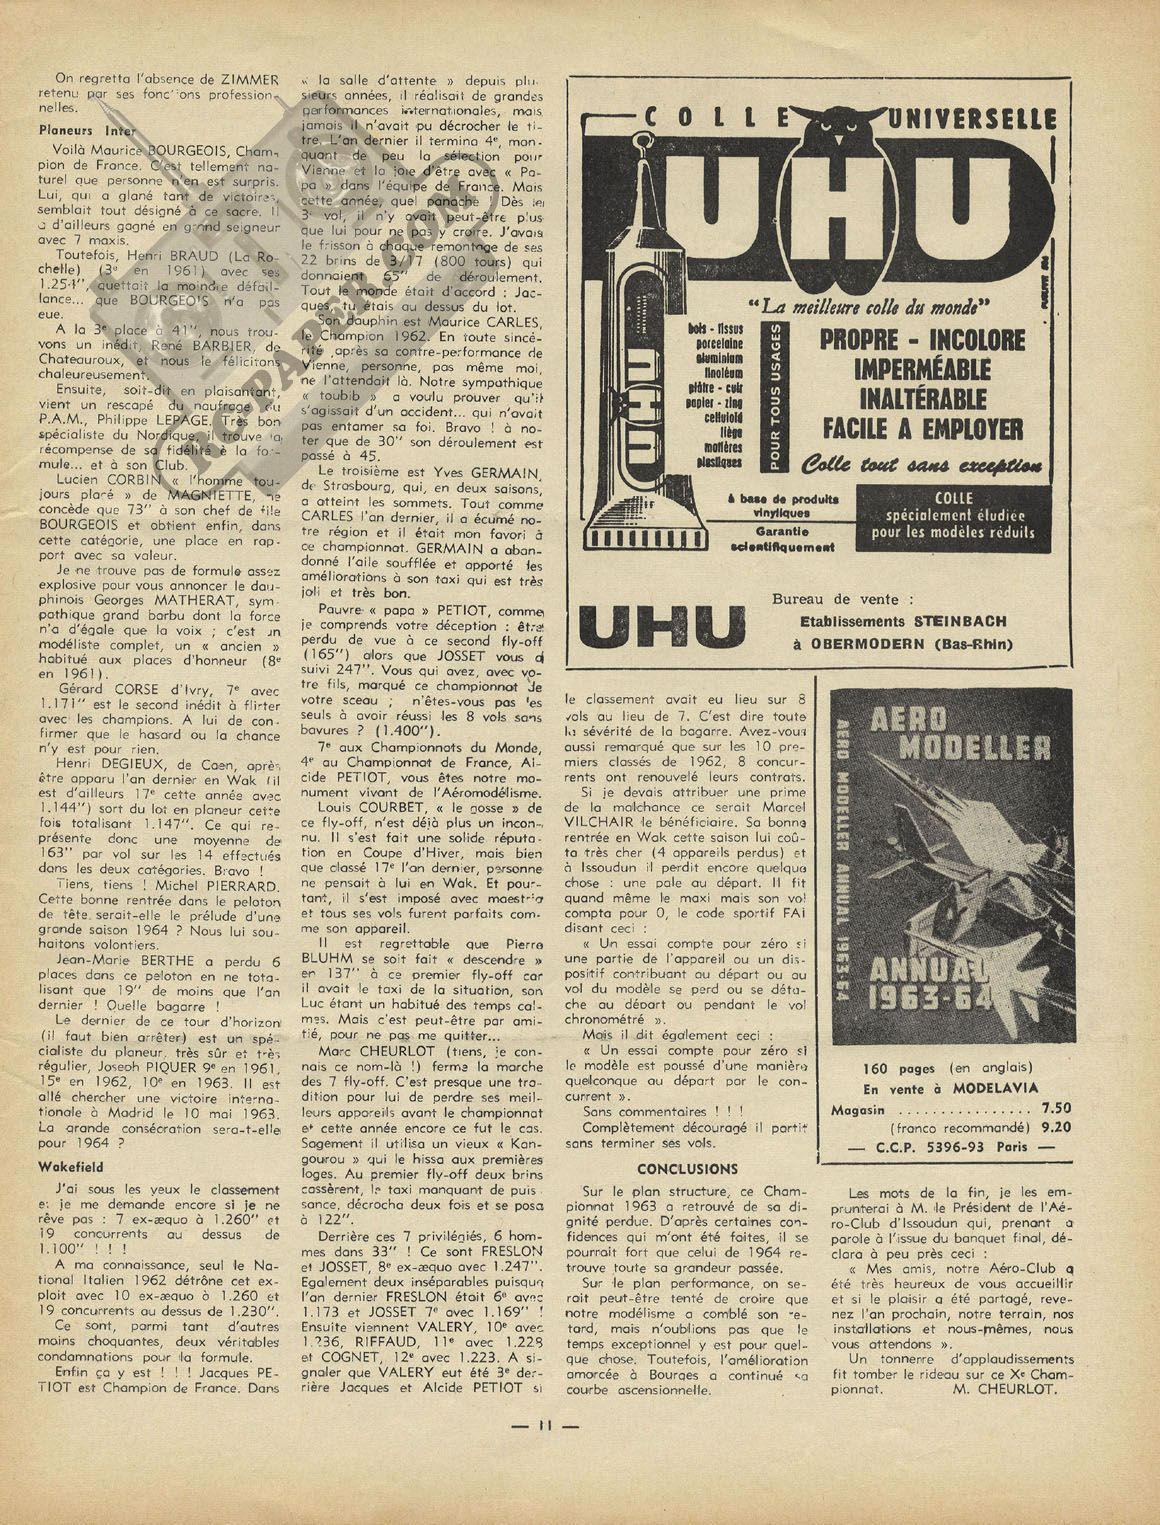 On regretta l'absence de ZIMMER
retenu par ses fonctions profession-
nelles.
Planeurs Inter
Voilà Maurice BOURGEOIS, Cham-
pion de France. C'est tellement na-
turel que personne n'en est surpris.
Lui, qui a glané tant de victoires,
semblait tout désigné à ce sacre. Il
a d'ailleurs gagné en grand seigneur
avec 7 maxis.
Toutefois, Henri BRAUD (La Ro-
chelle) (3e en 1961) avec ses
1.254'', guettait la moindre défail-
lance... que BOURGEOIS n'a pas
eue.
A la 3e place à 41'', nous trou-
vons un inédit, René BARBIER, de
Chateauroux, et nous le félicitons
chaleureusement.
Ensuite, soit-dit en plaisantant,
vient un rescapé du naufrage du
P.A.M., Philippe LEPAGE. Très bon
spécialiste du Nordique, il trouve la
récompense de sa fidélité à la for-
mule... et à son Club.
Lucien CORBIN « l'homme tou-
jours placé » de MAGNIETTE, ne
concède que 73'' à son chef de file
BOURGEOIS et obtient enfin, dans
cette catégorie, une place en rap-
port avec sa valeur.
Je ne trouve pas de formule assez
explosive pour vous annoncer le dau-
phinois Georges MATHERAT, sym-
pathique grand barbu dont la force
n'a d'égale que la voix ; c'est un
modéliste complet, un « ancien »
habitué aux places d'honneur (8e
en 1961).
Gérard CORSE d'Ivry, 7e avec
1.171'' est le second inédit à flirter
avec les champions. A lui de con-
firmer que le hasard ou la chance
n'y est pour rien.
Henri DEGIEUX, de Caen, après
être apparu l'an dernier en Wak (il
est d'ailleurs 17e cette année avec
1.144'') sort du lot en planeur cette
fois totalisant 1.147''. Ce qui re-
présente donc une moyenne de
163'' par vol sur les 14 effectués
dans les deux catégories. Bravo !
Tiens, tiens ! Michel PIERRARD.
Cette bonne rentrée dans le peloton
de tête serait-elle le prélude d'une
grande saison 1964 ? Nous lui sou-
haitons volontiers.
Jean-Marie BERTHE a perdu 6
places dans ce peloton en ne tota-
lisant que 19'' de moins que l'an
dernier ! Quelle bagarre !
Le dernier de ce tour d'horizon
(il faut bien arrêter) est un spé-
cialiste du planeur, très sûr et très
régulier, Joseph PIQUER 9e en 1961,
15e en 1962, 10e en 1963. Il est
allé chercher une victoire interna-
tionale à Madrid le 10 mai 1963.
La grande consécration sera-t-elle
pour 1964 ?
Wakefield
J'ai sous les yeux le classement
et je me demande encore si je ne
rêve pas : 7 ex-æquo à 1.260'' et
19 concurrents au dessus de
1.100'' ! ! !
A ma connaissance, seul le Na-
tional Italien 1962 détrône cet ex-
ploit avec 10 ex-æquo à 1.260 et
19 concurrents au dessus de 1.230''.
Ce sont, parmi tant d'autres
moins choquantes, deux véritables
condamnations pour la formule.
Enfin ça y est ! ! ! Jacques PE-
TIOT est Champion de France. Dans
« la salle d'attente » depuis plu-
sieurs années, il réalisait de grandes
performances internationales, mais
jamais il n'avait pu décrocher le ti-
tre. L'an dernier il termina 4e, man-
quant de peu la sélection pour
Vienne et la joie d'être avec « Pa-
pa » dans l'équipe de France. Mais
cette année, quel panache ! Dès le
3e vol, il n'y avait peut-être plus
que lui pour ne pas y croire. J'avais
le frisson à chaque remontage de ses
22 brins de 3/17 (800 tours) qui
donnaient 65'' de déroulement.
Tout le monde était d'accord : Jac-
ques, tu étais au dessus du lot.
Son dauphin est Maurice CARLES,
le Champion 1962. En toute sincé-
rité ,après sa contre-performance de
Vienne, personne, pas même moi,
ne l'attendait là. Notre sympathique
« toubib » a voulu prouver qu'il
s'agissait d'un accident... qui n'avait
pas entamer sa foi. Bravo ! à no-
ter que de 30'' son déroulement est
passé à 45.
Le troisième est Yves GERMAIN,
de Strasbourg, qui, en deux saisons,
a atteint les sommets. Tout comme
CARLES l'an dernier, il a écumé no-
tre région et il était mon favori à
ce championnat. GERMAIN a aban-
donné l'aile soufflée et apporté les
améliorations à son taxi qui est très
joli et très bon.
Pauvre « papa » PETIOT, comme
je comprends votre déception : être
perdu de vue à ce second fly-off
(165'') alors que JOSSET vous a
suivi 247''. Vous qui avez, avec vo-
tre fils, marqué ce championnat de
votre sceau ; n'êtes-vous pas les
seuls à avoir réussi les 8 vols sans
bavures ? (1.400'').
7e aux Championnats du Monde,
4e au Championnat de France, Al-
cide PETIOT, vous êtes notre mo-
nument vivant de l'Aéromodélisme.
Louis COURBET, « le gosse » de
ce fly-off, n'est déjà plus un incon-
nu. Il s'est fait une solide réputa-
tion en Coupe d'Hiver, mais bien
que classé 17e l'an dernier, personne
ne pensait à lui en Wak. Et pour-
tant, il s'est imposé avec maestria
et tous ses vols furent parfaits com-
me son appareil.
Il est regrettable que Pierre
BLUHM se soit fait « descendre »
en 137'' à ce premier fly-off car
il avait le taxi de la situation, son
Luc étant un habitué des temps cal-
mes. Mais c'est peut-être par ami-
tié, pour ne pas me quitter...
Marc CHEURLOT (tiens, je con-
nais ce nom-là !) ferme la marche
des 7 fly-off. C'est presque une tra-
dition pour lui de perdre ses meil-
leurs appareils avant le championnat
et cette année encore ce fut le cas.
Sagement il utilisa un vieux « Kan-
gourou » qui le hissa aux premières
loges. Au premier fly-off deux brins
cassèrent, le taxi manquant de puis-
sance, décrocha deux fois et se posa
à 122''.
Derrière ces 7 privilégiés, 6 hom-
mes dans 33'' ! Ce sont FRESLON
et JOSSET, 8e ex-æquo avec 1.247''.
Egalement deux inséparables puisque
l'an dernier FRESLON était 6e avec
1.173 et JOSSET 7e avec 1.169'' !
Ensuite viennent VALERY, 10e avec
1.236, RIFFAUD, 11e avec 1.228
et COGNET, 12e avec 1.223. A si-
gnaler que VALERY eut été 3e der-
rière Jacques et Alcide PETIOT si
COLLE UNIVERSELLE
UHU
"La meilleure colle du monde"
bois - tissus
porcelaine
aluminium
linoléum
plâtre - cuir
papier - zing
celluloïd
liège
matières
plastiques
POUR TOUS USAGES
PROPRE - INCOLORE
IMPERMÉABLE
INALTÉRABLE
FACILE A EMPLOYER
Colle tout sans exception
UHU
à base de produits
vinyliques
Garantie
scientifiquement
COLLE
spécialement étudiée
pour les modèles réduits
UHU
Bureau de vente :
Etablissements STEINBACH
à OBERMODERN (Bas-Rhin)
le classement avait eu lieu sur 8
vols au lieu de 7. C'est dire toute
la sévérité de la bagarre. Avez-vous
aussi remarqué que sur les 10 pre-
miers classés de 1962, 8 concur-
rents ont renouvelé leurs contrats.
Si je devais attribuer une prime
de la malchance ce serait Marcel
VILCHAIR le bénéficiaire. Sa bonne
rentrée en Wak cette saison lui coû-
ta très cher (4 appareils perdus) et
à Issoudun il perdit encore quelque
chose : une pale au départ. Il fit
quand même le maxi mais son vol
compta pour 0, le code sportif FAI
disant ceci :
« Un essai compte pour zéro si
une partie de l'appareil ou un dis-
positif contribuant au départ ou au
vol du modèle se perd ou se déta-
che au départ ou pendant le vol
chronométré ».
Mais il dit également ceci :
« Un essai compte pour zéro si
le modèle est poussé d'une manière
quelconque au départ par le con-
current ».
Sans commentaires ! ! !
Complètement découragé il partit
sans terminer ses vols.
CONCLUSIONS
Sur le plan structure, ce Cham-
pionnat 1963 a retrouvé de sa di-
gnité perdue. D'après certaines con-
fidences qui m'ont été faites, il se
pourrait fort que celui de 1964 re-
trouve toute sa grandeur passée.
Sur le plan performance, on se-
rait peut-être tenté de croire que
notre modélisme a comblé son re-
tard, mais n'oublions pas que le
temps exceptionnel y est pour quel-
que chose. Toutefois, l'amélioration
amorcée à Bourges a continué sa
courbe ascensionnelle.
AERO
MODELLER
AERO MODELLER ANNUAL 1963-64
ANNUAL
1963-64
160 pages (en anglais)
En vente à MODELAVIA
Magasin ................ 7.50
(franco recommandé) 9.20
— C.C.P. 5396-93 Paris —
Les mots de la fin, je les em-
prunterai à M. le Président de l'Aé-
ro-Club d'Issoudun qui, prenant a
parole à l'issue du banquet final, dé-
clara à peu près ceci :
« Mes amis, notre Aéro-Club a
été très heureux de vous accueillir
et si le plaisir a été partagé, reve-
nez l'an prochain, notre terrain, nos
installations et nous-mêmes, nous
vous attendons ».
Un tonnerre d'applaudissements
fit tomber le rideau sur ce Xe Cham-
pionnat. M. CHEURLOT.
— 11 —
RC-PAPER.COM